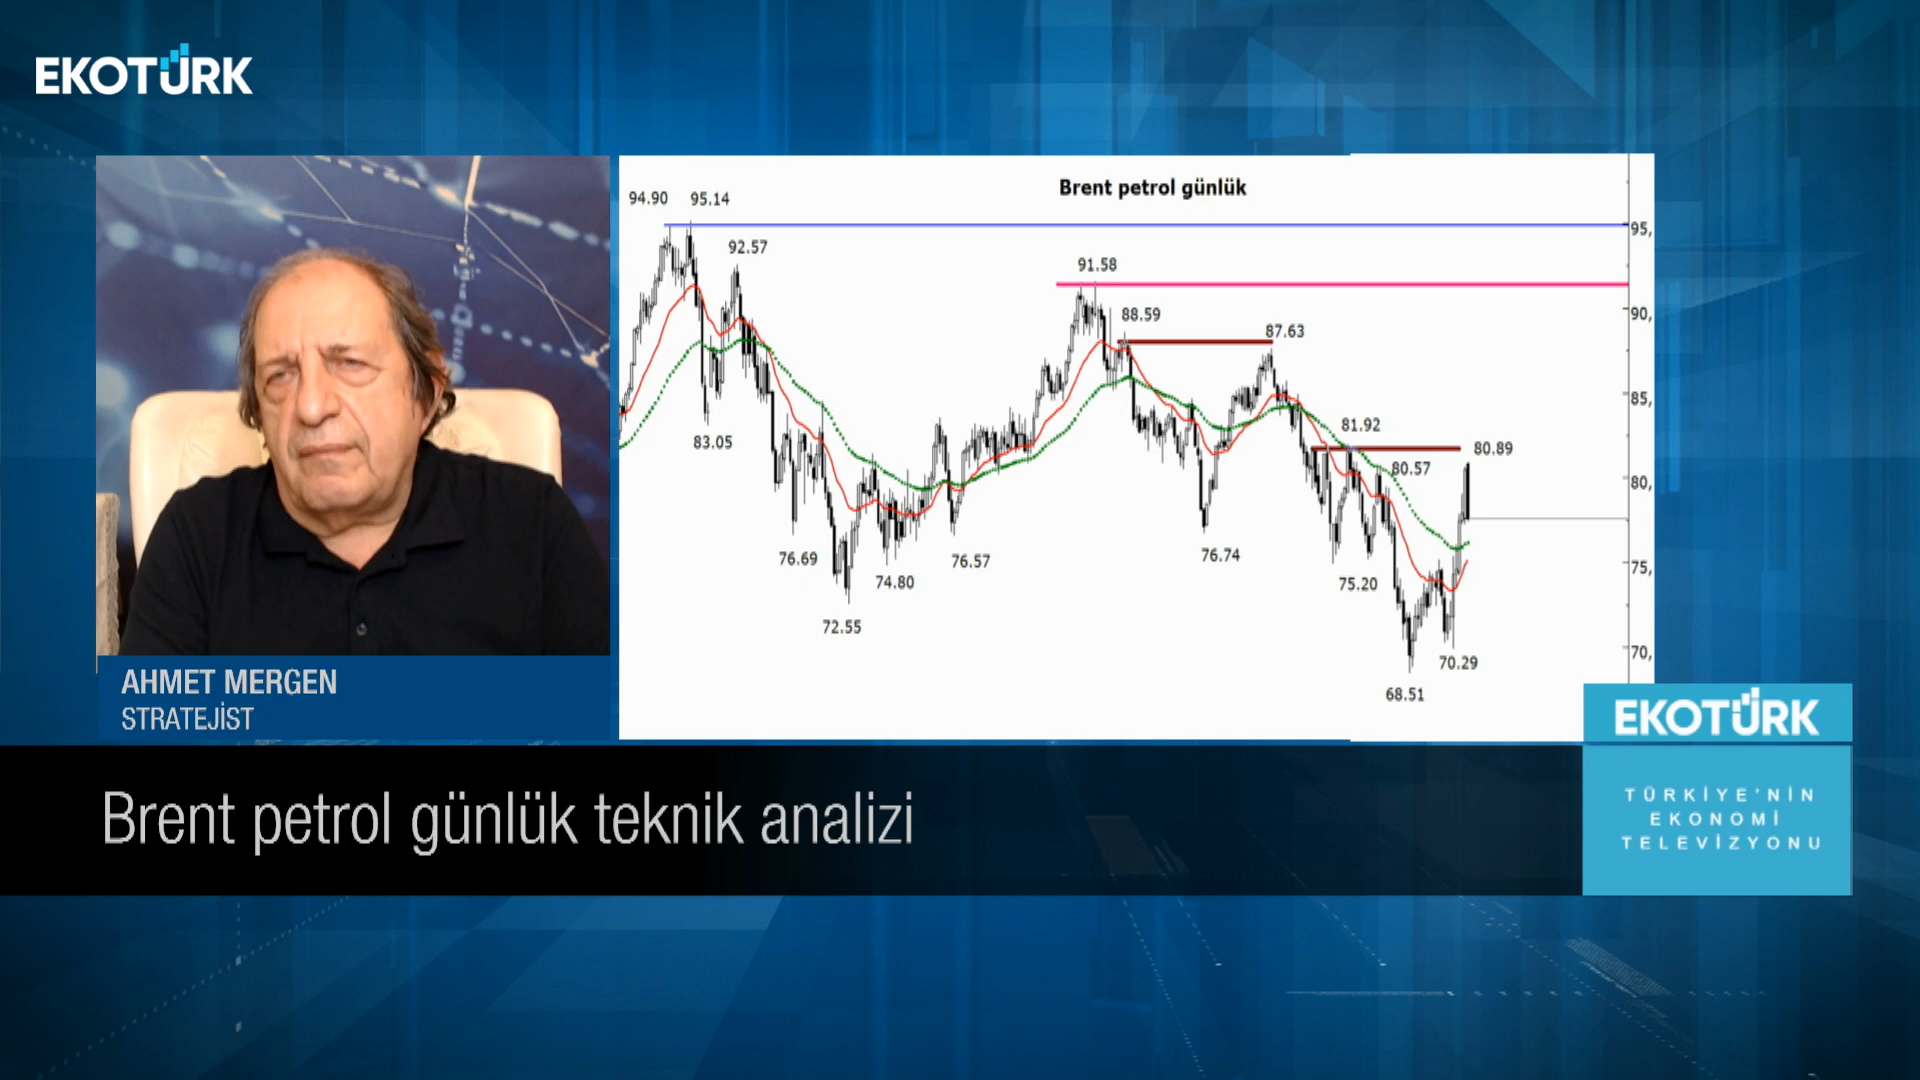 EKOTÜRK
Brent petrol günlük
94.90
95.14
92.57
83.05
76.69
72.55
74.80
76.57
91.58
88.59
87.63
76.74
81.92
80.57
80.89
75.20
70.29
68.51
95,
90,
85,
80,
75,
70,
AHMET MERGEN
STRATEJİST
Brent petrol günlük teknik analizi
EKOTÜRK
TÜRKİYE'NİN
EKONOMİ
TELEVİZYONU